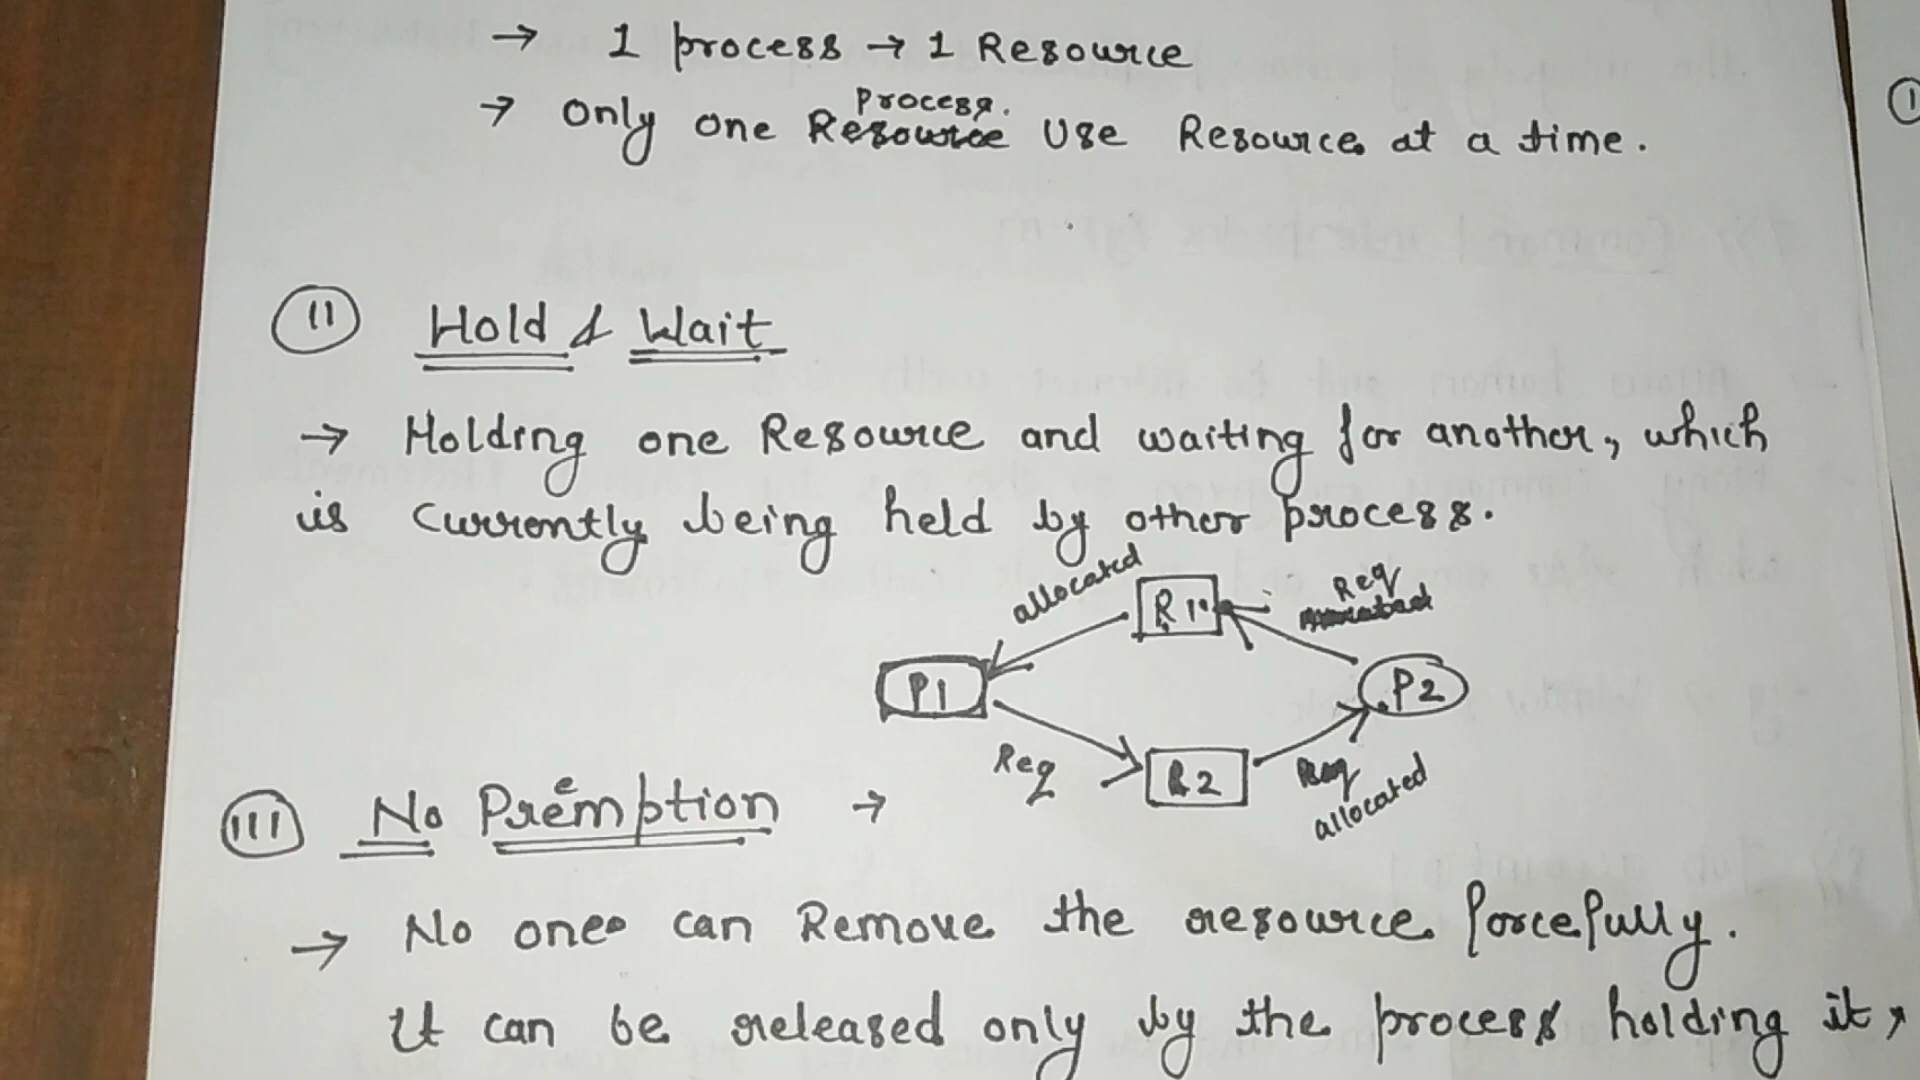 → 1 process → 1 Resource
Process.
→ Only one Resource Use Resource at a time.
(II) Hold & Wait
→ Holding one Resource and waiting for another, which
is currently being held by other process.
allocated R1 Req
P1 P2
Req R2 Req
allocated
(III) No Preemption →
→ No one can Remove the resource forcefully.
It can be released only by the process holding it,